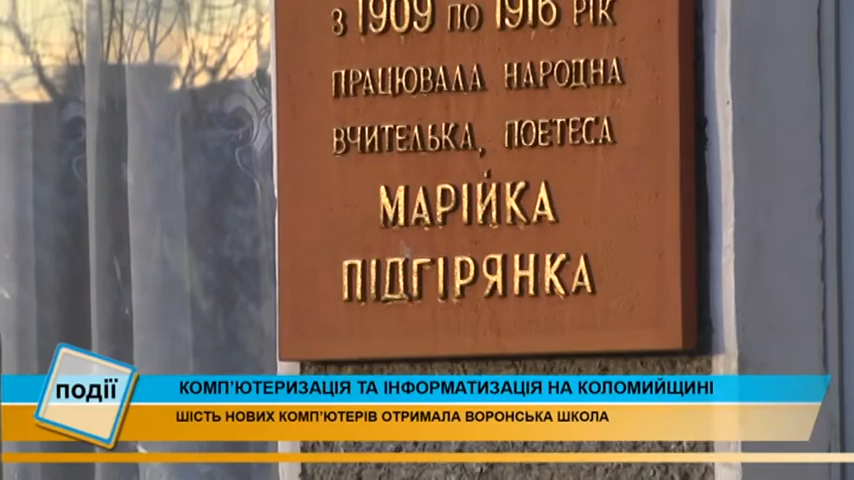 З 1909 ПО 1916 РІК
ПРАЦЮВАЛА НАРОДНА
ВЧИТЕЛЬКА, ПОЕТЕСА
МАРІЙКА
ПІДГІРЯНКА
події
КОМП'ЮТЕРИЗАЦІЯ ТА ІНФОРМАТИЗАЦІЯ НА КОЛОМИЙЩИНІ
ШІСТЬ НОВИХ КОМП'ЮТЕРІВ ОТРИМАЛА ВОРОНСЬКА ШКОЛА